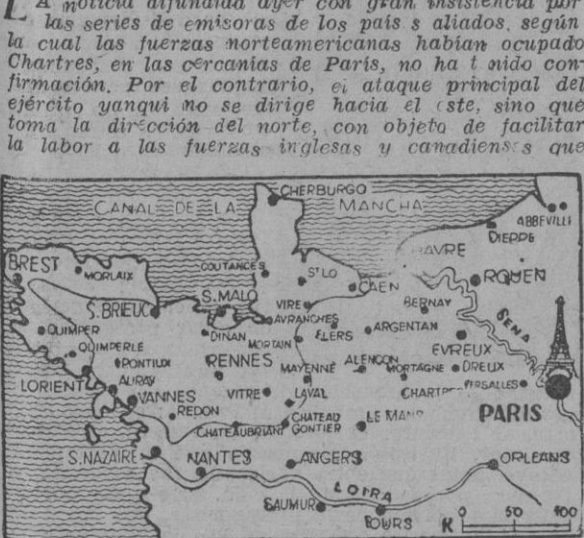 LA noticia difundida ayer con gran insistencia por
las series de emisoras de los país s aliados, según
la cual las fuerzas norteamericanas habían ocupado
Chartres, en las cercanías de París, no ha t nido con-
firmación. Por el contrario, el ataque principal del
ejército yanqui no se dirige hacia el este, sino que
toma la dirección del norte, con objeto de facilitar
la labor a las fuerzas inglesas y canadienses que
CHERBURGO
CANAL DE LA MANCHA
ABBEVILLE
DIEPPE
HAVRE
BREST
MORLAIX
COUTANCES
ST LO
CAEN
ROUEN
S. BRIEUC
S. MALO
VIRE
BERNAY
SENA
AVRANCHES
QUIMPER
DINAN
MORTAIN
FLERS
ARGENTAN
EVREUX
QUIMPERLE
PONTIUX
RENNES
MAYENNE
ALENÇON
MORTAGNE
DREUX
VERSALLES
LORIENT
AURAY
VANNES
VITRE
LAVAL
CHARTR
PARIS
REDON
CHATEAUBRIANT
CHATEAU
GONTIER
LE MANS
S. NAZAIRE
NANTES
ANGERS
ORLEANS
LOIRA
SAUMUR
TOURS
K 0 50 100